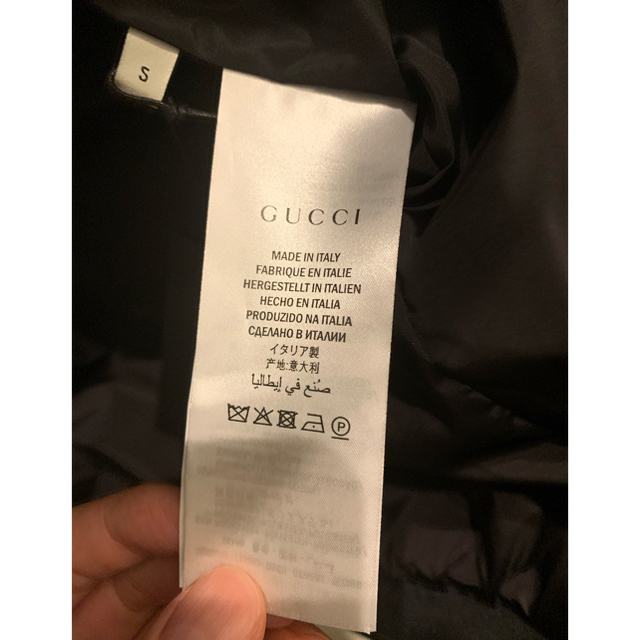 S
GUCCI
MADE IN ITALY
FABRIQUE EN ITALIE
HERGESTELLT IN ITALIEN
HECHO EN ITALIA
PRODUZIDO NA ITALIA
СДЕЛАНО В ИТАЛИИ
イタリア製
产地:意大利
صُنع في إيطاليا
P